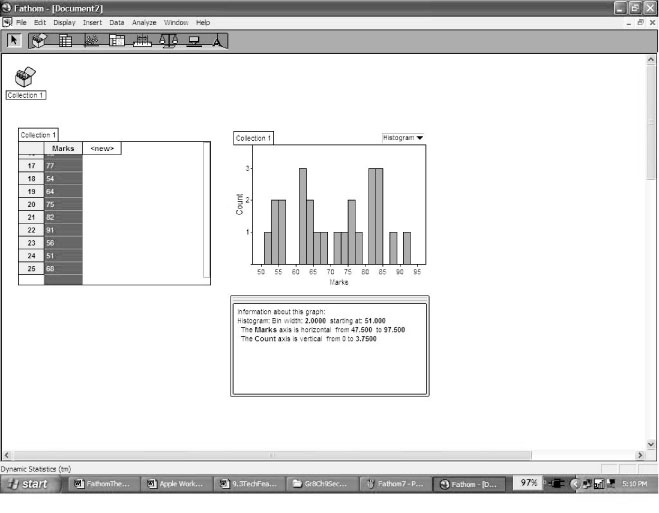 Fathom - [Document7]
File Edit Display Insert Data Analyze Window Help
Collection 1
Collection 1
Marks <new>
17 77
18 54
19 64
20 75
21 82
22 91
23 56
24 51
25 68
Collection 1 Histogram
3
2
1
Count
50 55 60 65 70 75 80 85 90 95
Marks
Information about this graph:
Histogram: Bin width: 2.0000 starting at: 51.000
The Marks axis is horizontal from 47.500 to 97.500
The Count axis is vertical from 0 to 3.7500
Dynamic Statistics (tm)
start FathomThe... Apple Work... 9.3TechFea... Gr8Ch9Sec... Fathom7 - P... Fathom - [D... 97% 5:10 PM